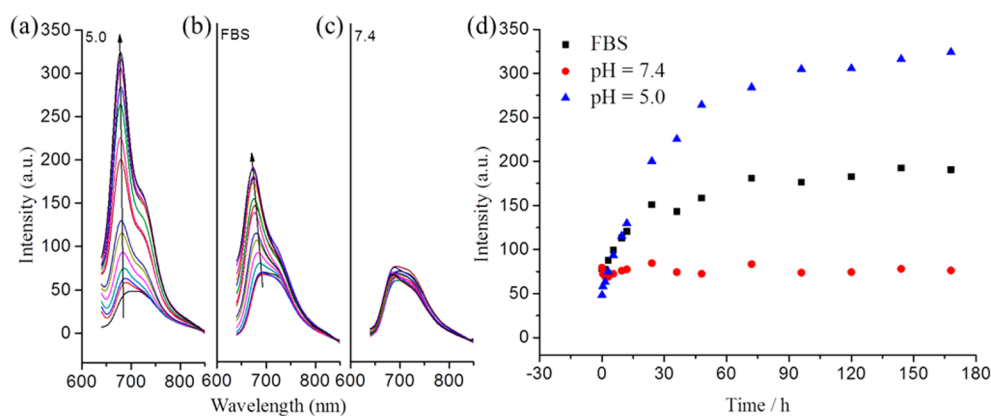 (a) (b) (c) (d)
5.0 FBS 7.4
350
300
250
200
150
100
50
0
Intensity (a.u.)
600 700 800 600 700 800 600 700 800
Wavelength (nm)
FBS
pH = 7.4
pH = 5.0
350
300
250
200
150
100
50
0
Intensity (a.u.)
-30 0 30 60 90 120 150 180
Time / h